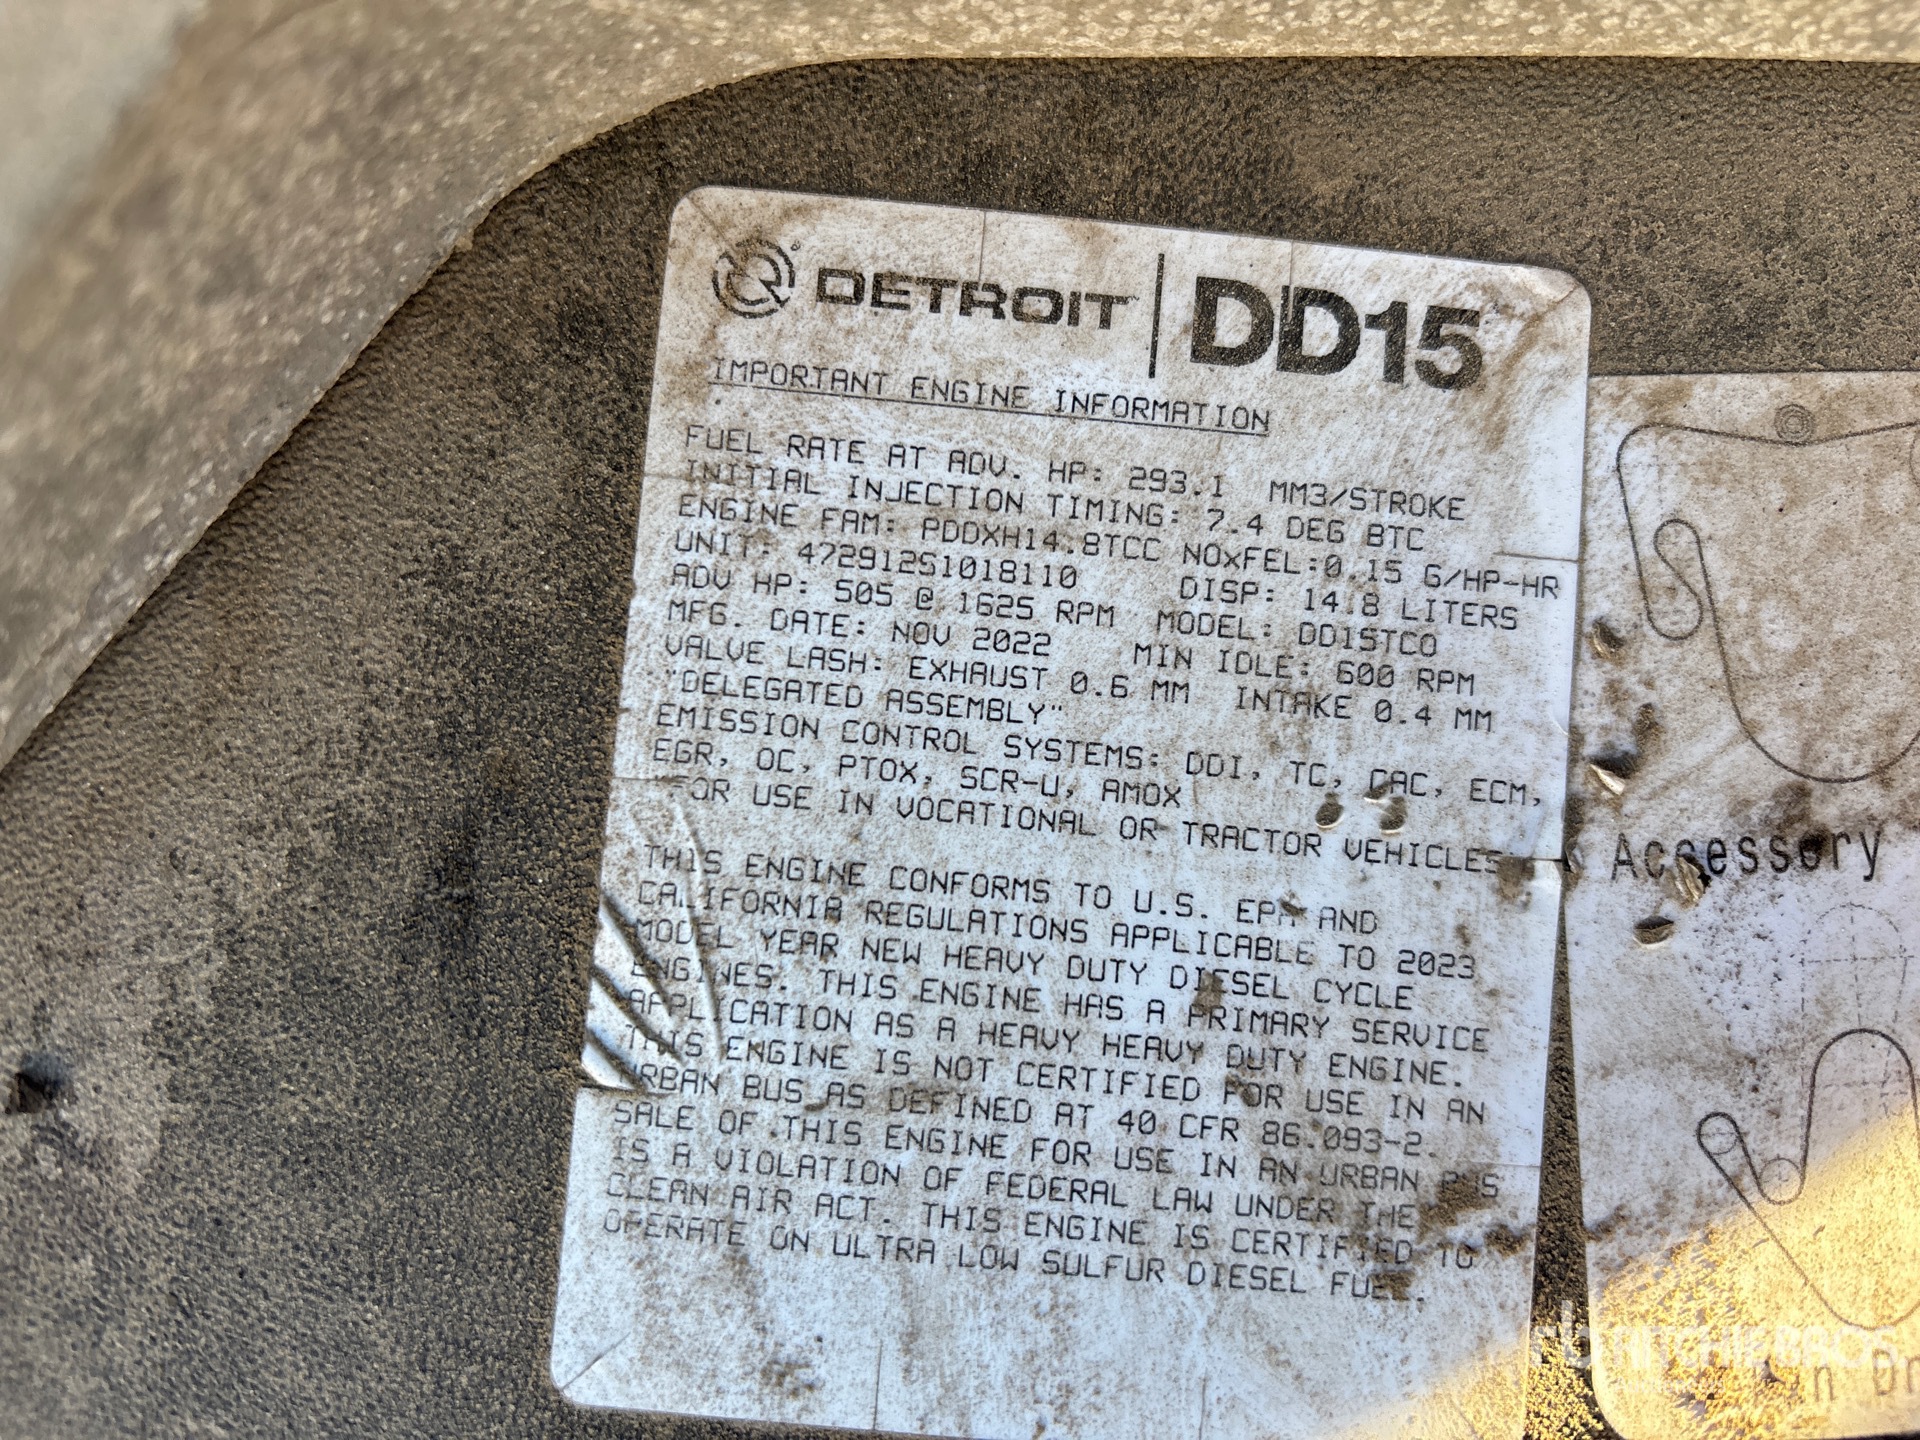 DETROIT | DD15
IMPORTANT ENGINE INFORMATION
FUEL RATE AT ADV. HP: 293.1 MM3/STROKE
INITIAL INJECTION TIMING: 7.4 DEG BTC
ENGINE FAM: PDDXH14.8TCC NOXFEL:0.15 G/HP-HR
UNIT: 472912S1018110 DISP: 14.8 LITERS
ADV HP: 505 @ 1625 RPM MODEL: DD15TCO
MFG. DATE: NOV 2022 MIN IDLE: 600 RPM
VALVE LASH: EXHAUST 0.6 MM INTAKE 0.4 MM
"DELEGATED ASSEMBLY"
EMISSION CONTROL SYSTEMS: DDI, TC, CAC, ECM,
EGR, OC, PTOX, SCR-U, AMOX
FOR USE IN VOCATIONAL OR TRACTOR VEHICLES
THIS ENGINE CONFORMS TO U.S. EPA AND
CALIFORNIA REGULATIONS APPLICABLE TO 2023
MODEL YEAR NEW HEAVY DUTY DIESEL CYCLE
ENGINES. THIS ENGINE HAS A PRIMARY SERVICE
APPLICATION AS A HEAVY HEAVY DUTY ENGINE.
THIS ENGINE IS NOT CERTIFIED FOR USE IN AN
URBAN BUS AS DEFINED AT 40 CFR 86.093-2.
SALE OF THIS ENGINE FOR USE IN AN URBAN BUS
IS A VIOLATION OF FEDERAL LAW UNDER THE
CLEAN AIR ACT. THIS ENGINE IS CERTIFIED TO
OPERATE ON ULTRA LOW SULFUR DIESEL FUEL.
Accessory
rb RITCHIE BROS